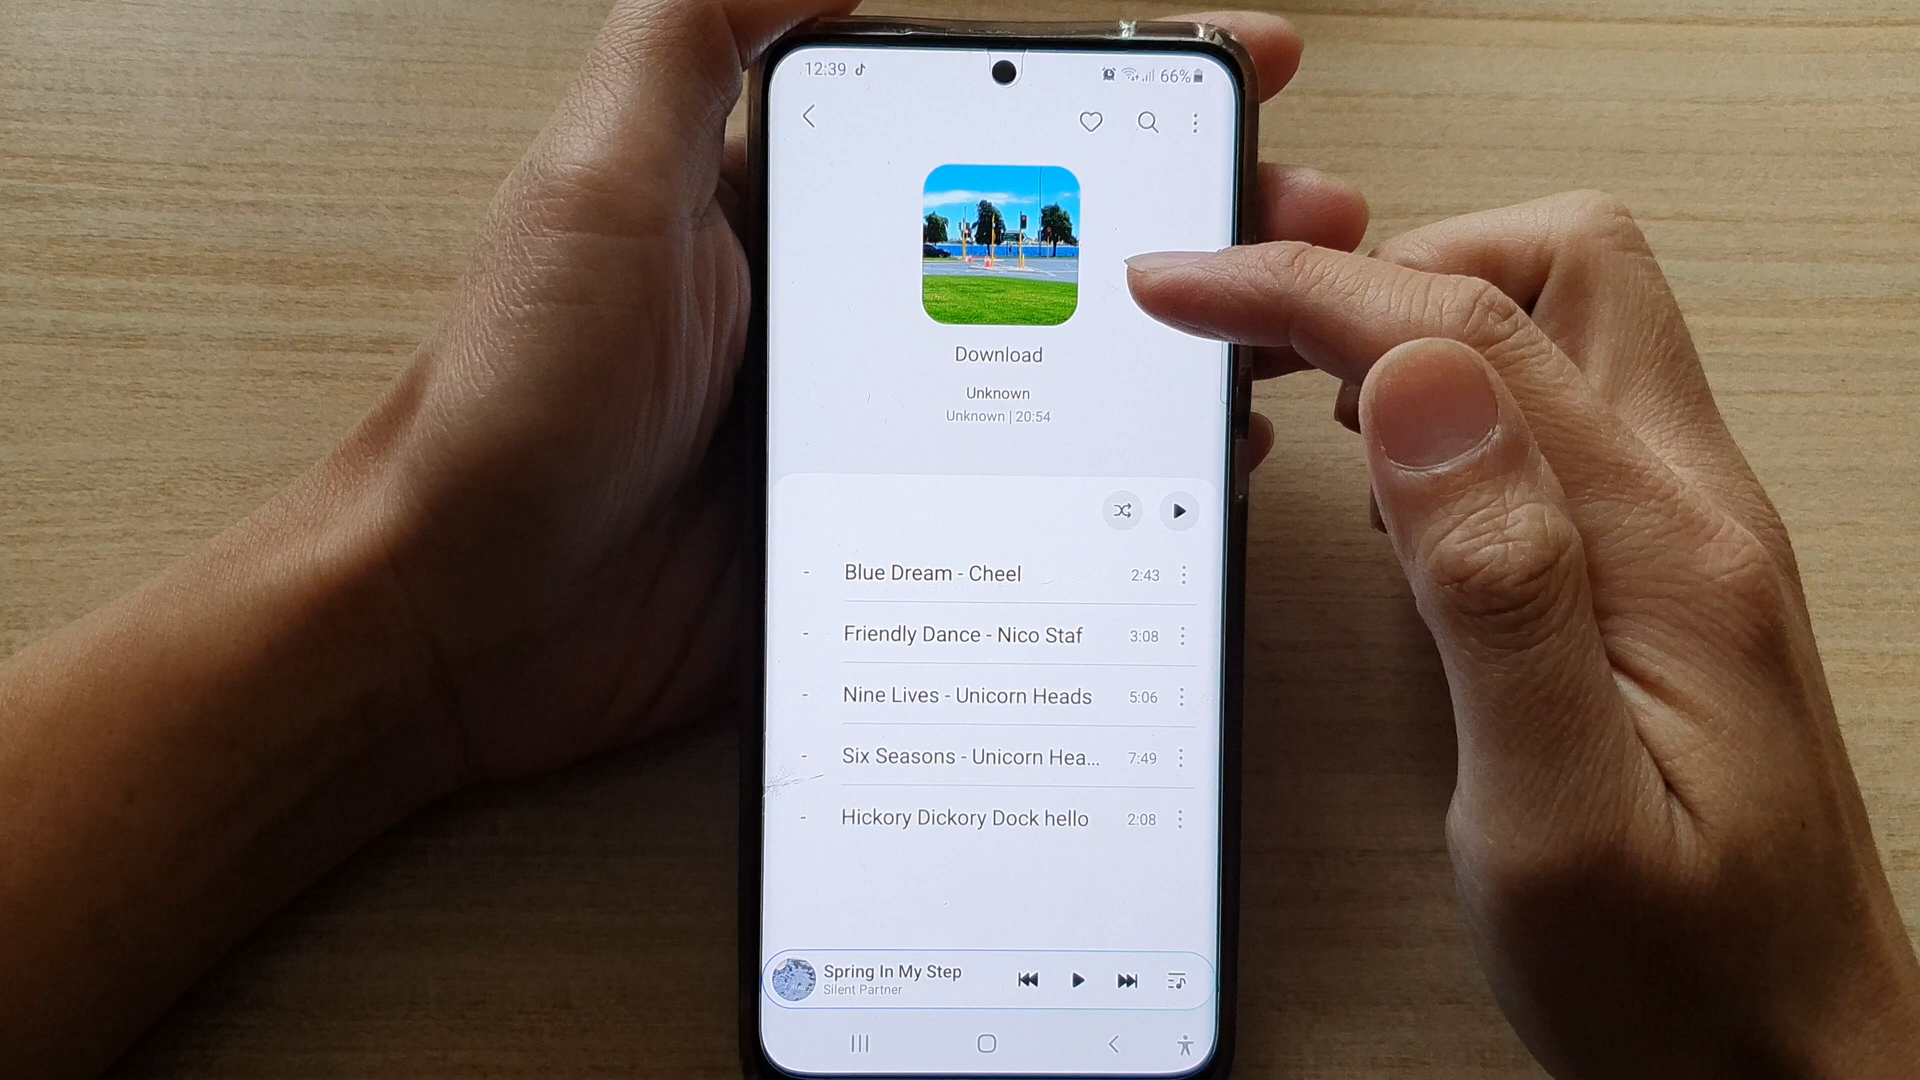 12:39
66%
Download
Unknown
Unknown | 20:54
- Blue Dream - Cheel 2:43
- Friendly Dance - Nico Staf 3:08
- Nine Lives - Unicorn Heads 5:06
- Six Seasons - Unicorn Hea... 7:49
- Hickory Dickory Dock hello 2:08
Spring In My Step
Silent Partner